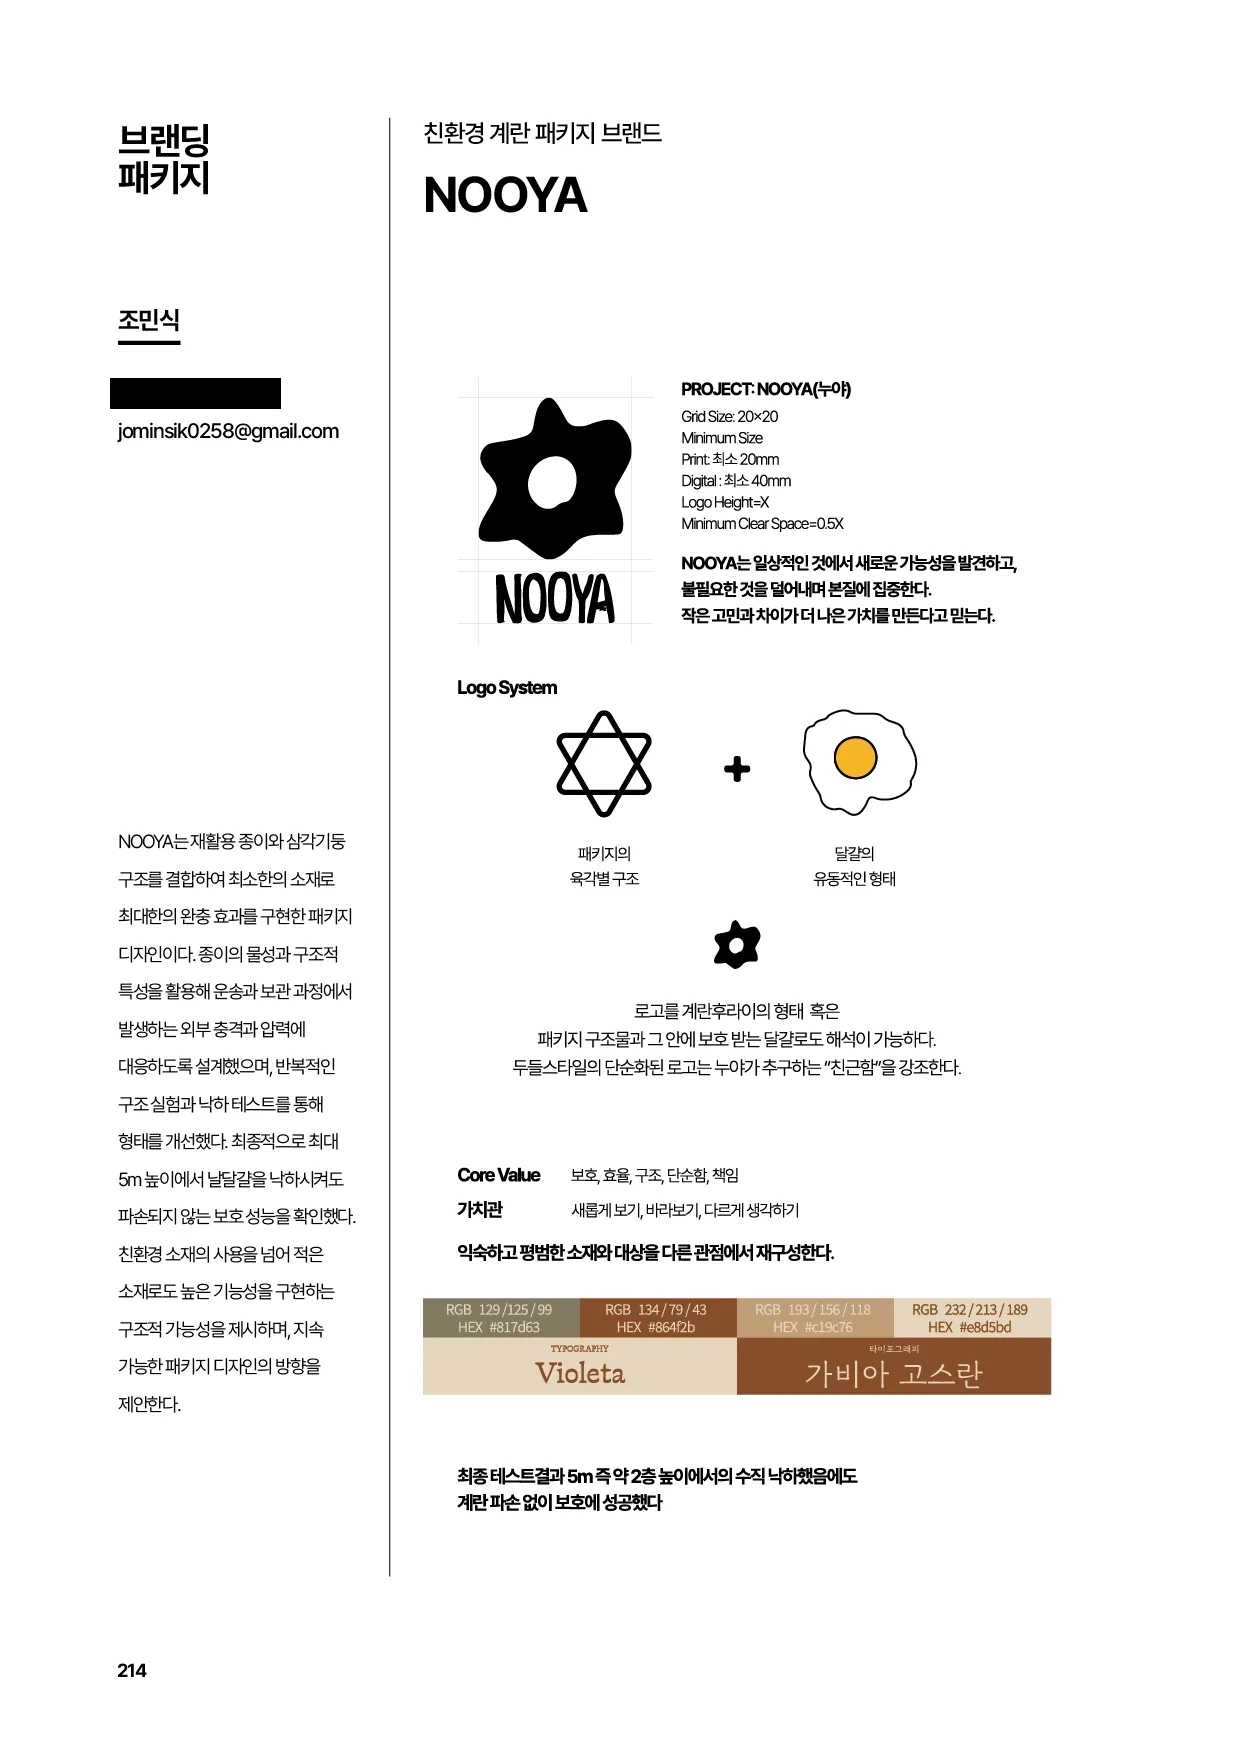 브랜딩
패키지
조민식
jominsik0258@gmail.com
NOOYA는 재활용 종이와 삼각기둥
구조를 결합하여 최소한의 소재로
최대한의 완충 효과를 구현한 패키지
디자인이다. 종이의 물성과 구조적
특성을 활용해 운송과 보관 과정에서
발생하는 외부 충격과 압력에
대응하도록 설계했으며, 반복적인
구조 실험과 낙하 테스트를 통해
형태를 개선했다. 최종적으로 최대
5m 높이에서 날달걀을 낙하시켜도
파손되지 않는 보호 성능을 확인했다.
친환경 소재의 사용을 넘어 적은
소재로도 높은 기능성을 구현하는
구조적 가능성을 제시하며, 지속
가능한 패키지 디자인의 방향을
제안한다.
214
친환경 계란 패키지 브랜드
NOOYA
NOOYA
PROJECT: NOOYA(누야)
Grid Size: 20×20
Minimum Size
Print: 최소 20mm
Digital : 최소 40mm
Logo Height=X
Minimum Clear Space=0.5X
NOOYA는 일상적인 것에서 새로운 가능성을 발견하고,
불필요한 것을 덜어내며 본질에 집중한다.
작은 고민과 차이가 더 나은 가치를 만든다고 믿는다.
Logo System
패키지의
육각별 구조
달걀의
유동적인 형태
로고를 계란후라이의 형태 혹은
패키지 구조물과 그 안에 보호 받는 달걀로도 해석이 가능하다.
두들스타일의 단순화된 로고는 누야가 추구하는 “친근함”을 강조한다.
Core Value 보호, 효율, 구조, 단순함, 책임
가치관 새롭게 보기, 바라보기, 다르게 생각하기
익숙하고 평범한 소재와 대상을 다른 관점에서 재구성한다.
RGB 129 / 125 / 99
HEX #817d63
RGB 134 / 79 / 43
HEX #864f2b
RGB 193 / 156 / 118
HEX #c19c76
RGB 232 / 213 / 189
HEX #e8d5bd
TYPOGRAPHY
Violeta
타이포그래피
가비아 고스란
최종 테스트결과 5m 즉 약 2층 높이에서의 수직 낙하했음에도
계란 파손 없이 보호에 성공했다